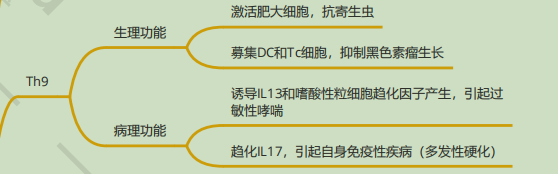 激活肥大细胞，抗寄生虫
生理功能
募集DC和Tc细胞，抑制黑色素瘤生长
Th9
诱导IL13和嗜酸性粒细胞趋化因子产生，引起过
敏性哮喘
病理功能
趋化IL17，引起自身免疫性疾病（多发性硬化）